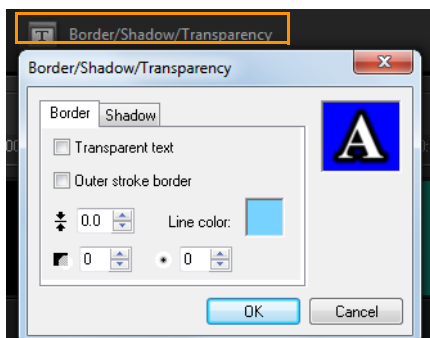 Border/Shadow/Transparency
Border/Shadow/Transparency
Border Shadow
Transparent text
Outer stroke border
0.0 Line color:
0 0
A
OK Cancel